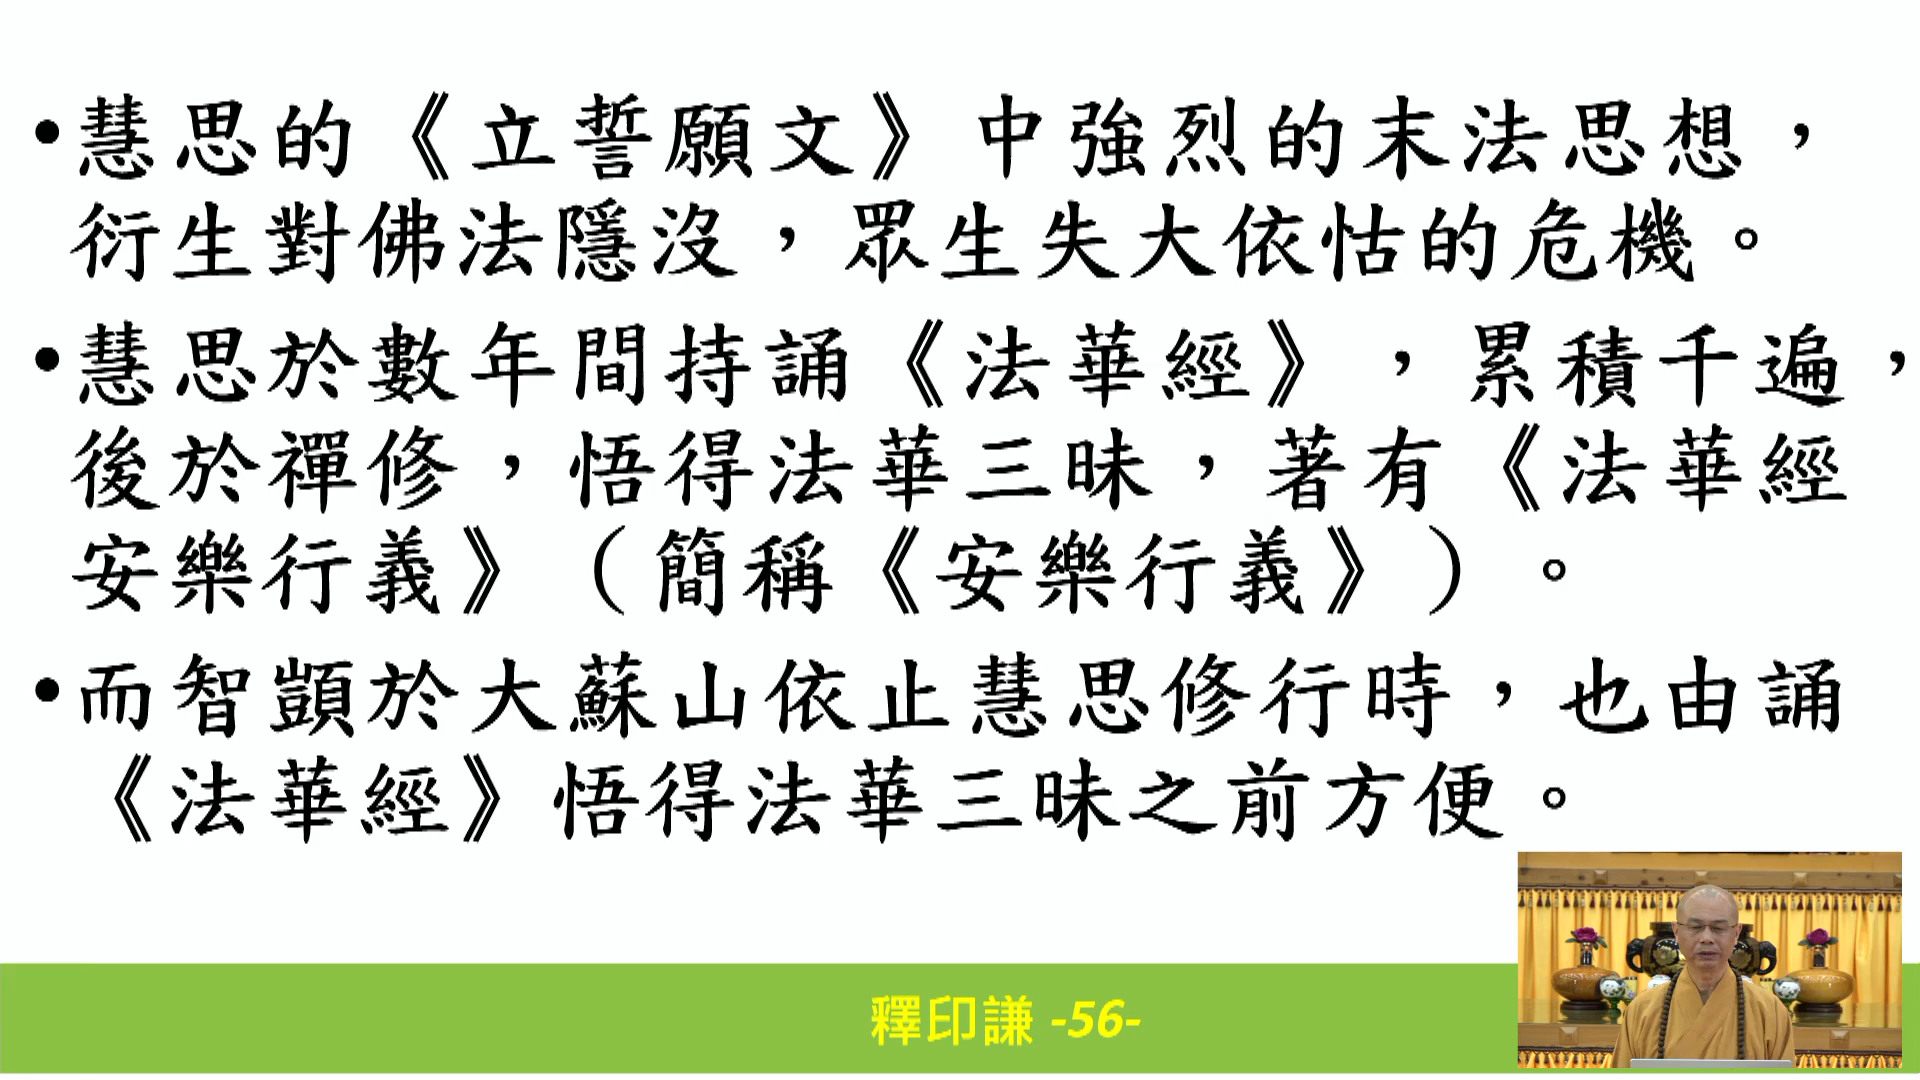 •慧思的《立誓願文》中強烈的末法思想，
衍生對佛法隱沒，眾生失大依怙的危機。
•慧思於數年間持誦《法華經》，累積千遍，
後於禪修，悟得法華三昧，著有《法華經
安樂行義》（簡稱《安樂行義》）。
•而智顗於大蘇山依止慧思修行時，也由誦
《法華經》悟得法華三昧之前方便。
釋印謙 -56-